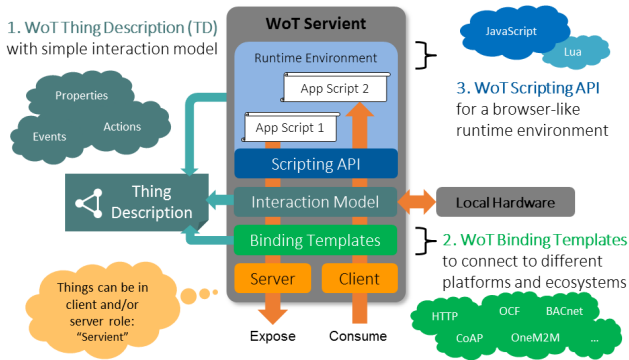 1. WoT Thing Description (TD)
with simple interaction model
Properties
Events
Actions
Thing
Description
Things can be in
client and/or
server role:
“Servient”
WoT Servient
Runtime Environment
App Script 2
App Script 1
Scripting API
Interaction Model
Binding Templates
Server
Client
Expose
Consume
JavaScript
Lua
3. WoT Scripting API
for a browser-like
runtime environment
Local Hardware
2. WoT Binding Templates
to connect to different
platforms and ecosystems
HTTP
OCF
BACnet
CoAP
OneM2M
...